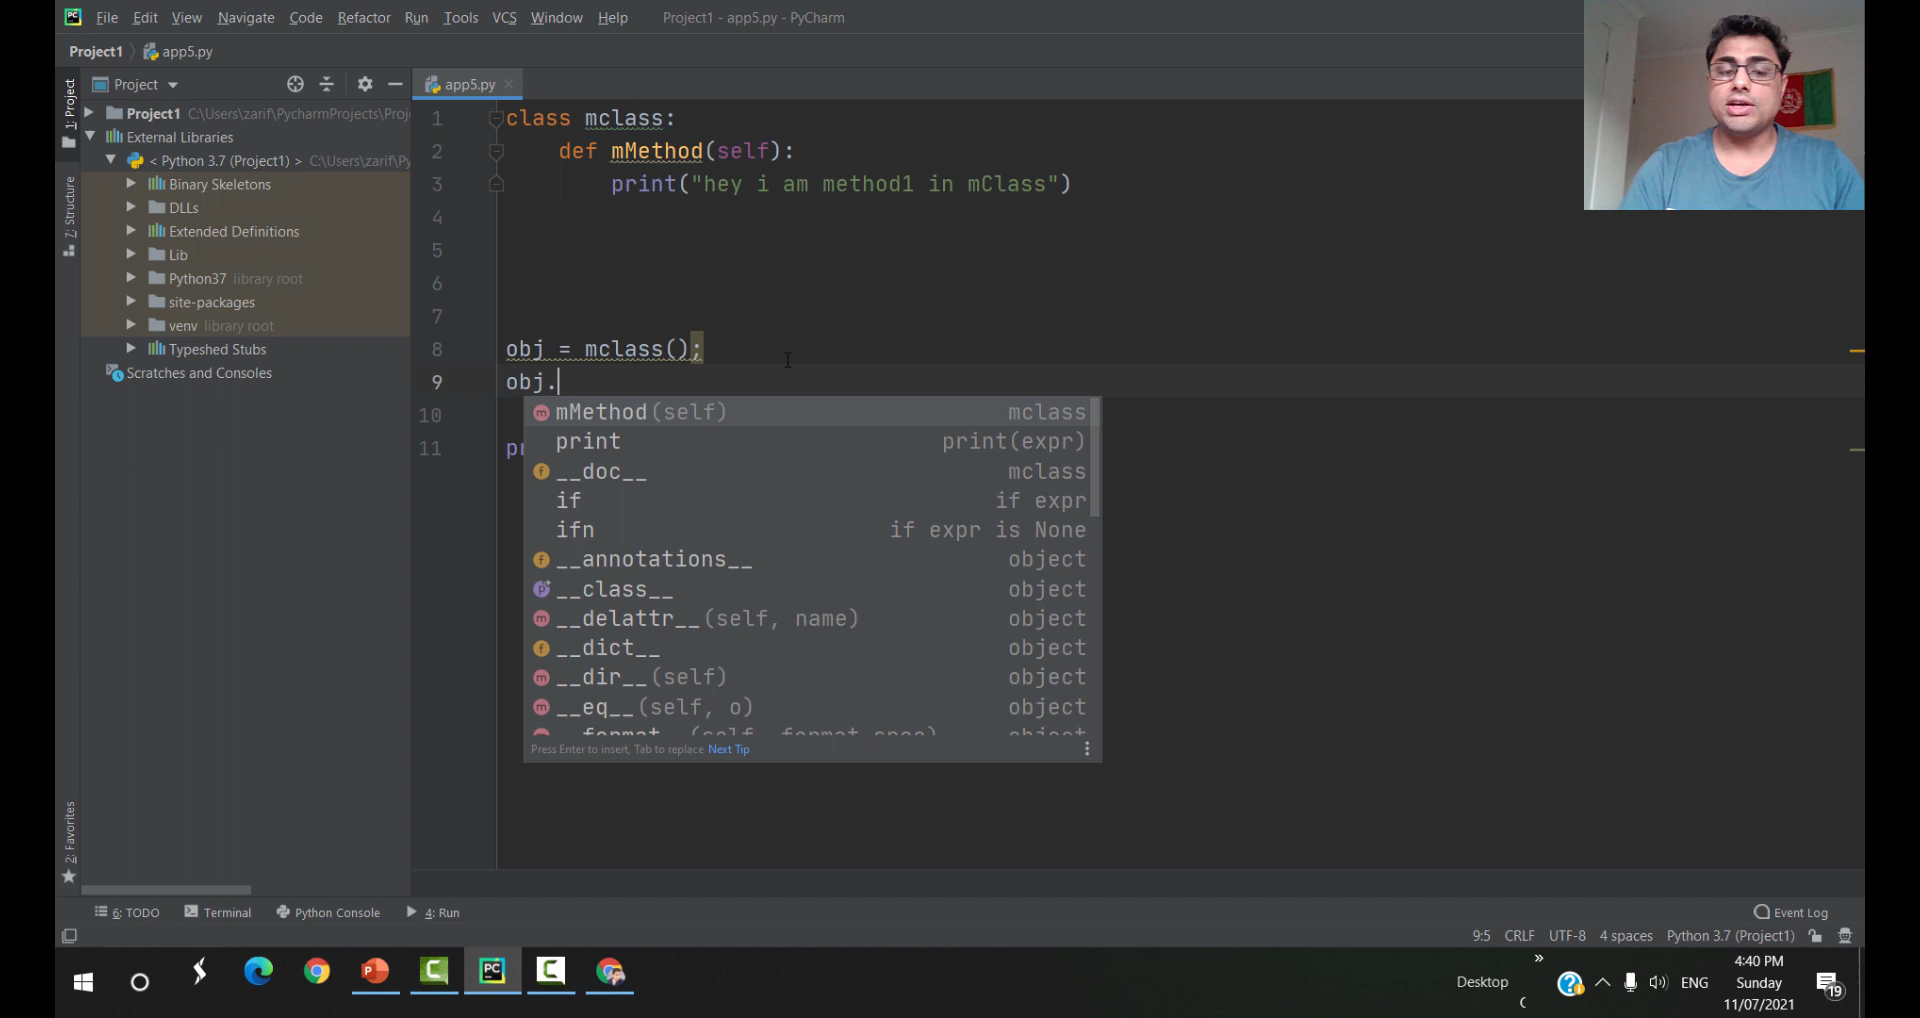 File Edit View Navigate Code Refactor Run Tools VCS Window Help Project1 - app5.py - PyCharm
Project1 app5.py
Project app5.py
1: Project
7: Structure
2: Favorites
Project1 C:\Users\zarif\PycharmProjects\Proj
External Libraries
< Python 3.7 (Project1) > C:\Users\zarif\Py
Binary Skeletons
DLLs
Extended Definitions
Lib
Python37 library root
site-packages
venv library root
Typeshed Stubs
Scratches and Consoles
1 class mclass:
2 def mMethod(self):
3 print("hey i am method1 in mClass")
4
5
6
7
8 obj = mclass();
9 obj.
10
11 pr
mMethod(self) mclass
print print(expr)
__doc__ mclass
if if expr
ifn if expr is None
__annotations__ object
__class__ object
__delattr__(self, name) object
__dict__ object
__dir__(self) object
__eq__(self, o) object
__format__(self, format_spec) object
Press Enter to insert, Tab to replace Next Tip
6: TODO Terminal Python Console 4: Run Event Log
9:5 CRLF UTF-8 4 spaces Python 3.7 (Project1)
Desktop » ENG
4:40 PM
Sunday
11/07/2021
19